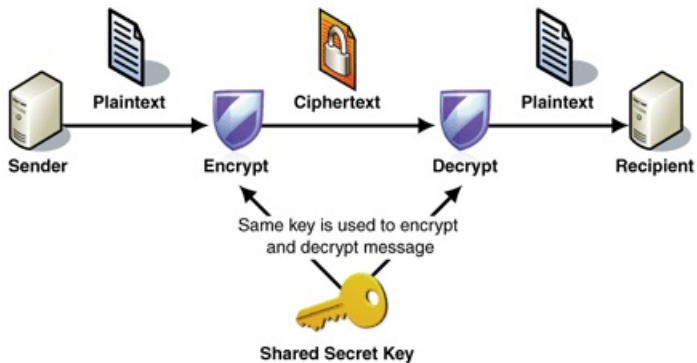 Plaintext
Ciphertext
Plaintext
Sender
Encrypt
Decrypt
Recipient
Same key is used to encrypt
and decrypt message
Shared Secret Key